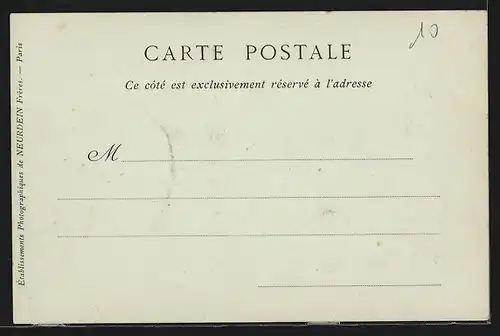 10
CARTE POSTALE
Ce côté est exclusivement réservé à l'adresse
M
Établissements Photographiques de NEURDEIN Frères. — Paris